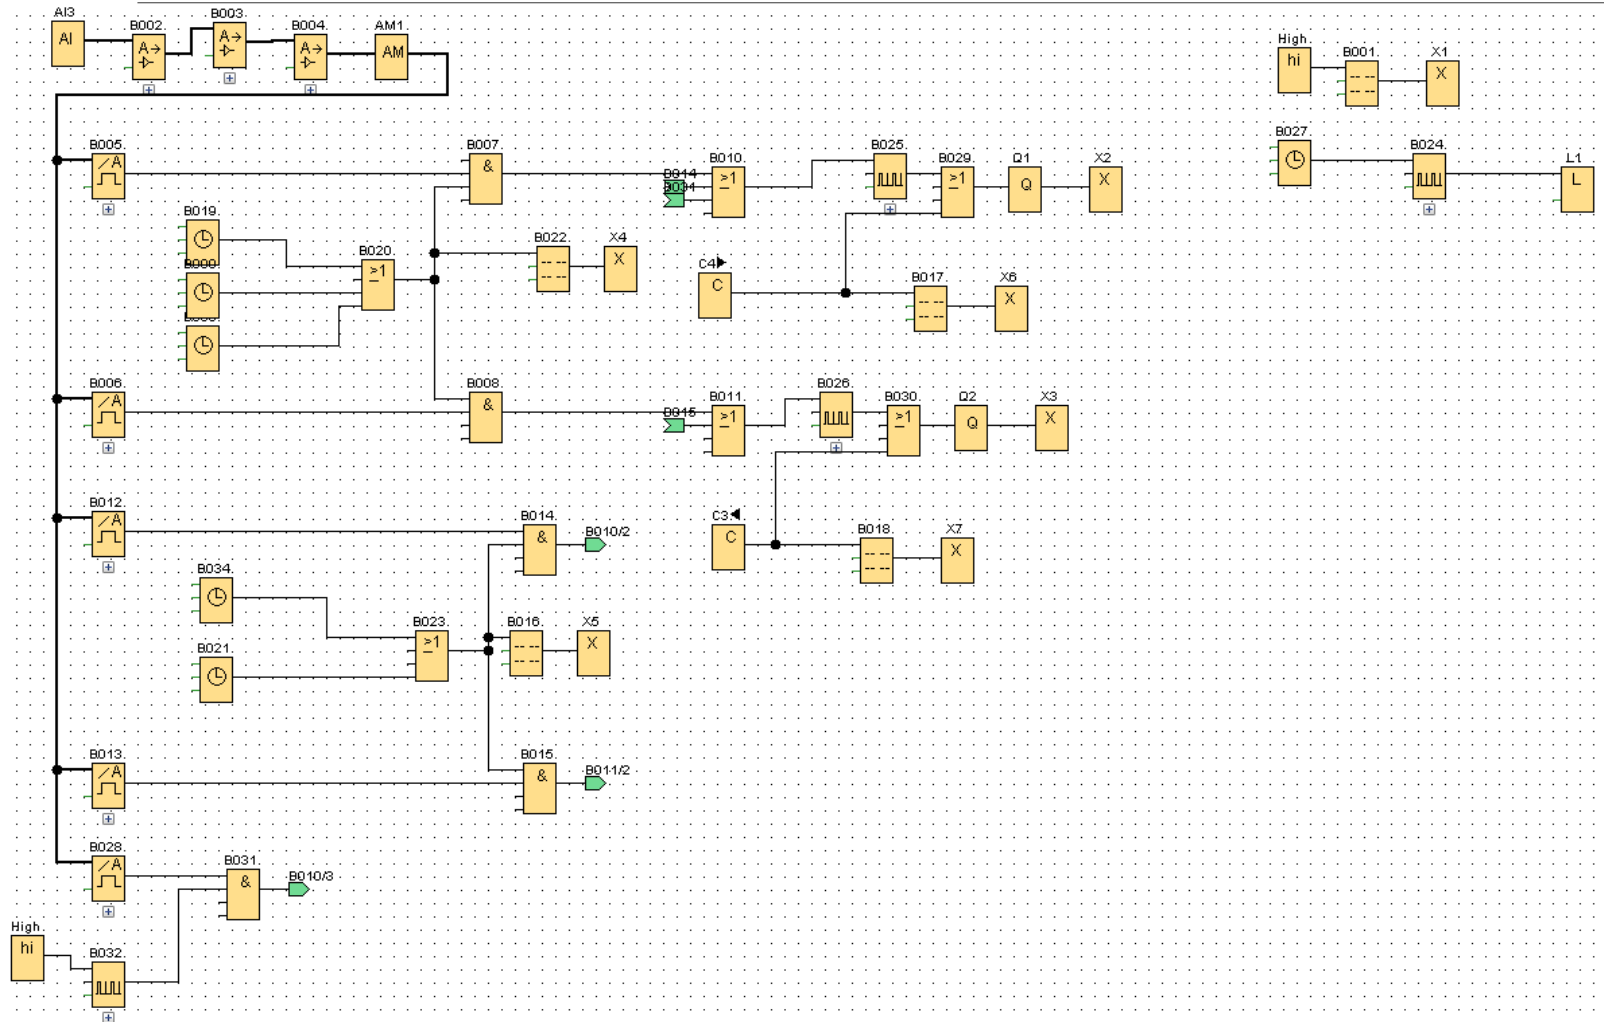 AI3
B002
B003
B004
AM1
AI
A→
A→
A→
AM
High
B001
X1
hi
X
B005
B007
B010
B025
B029
Q1
X2
B027
B024
L1
/A
&
B014
B031
>1
>1
Q
X
L
B019
B020
B022
X4
C4
B017
X6
>1
X
C
X
B000
B006
B008
B011
B026
B030
Q2
X3
/A
&
B015
>1
>1
Q
X
B012
B014
B010/2
C3
B018
X7
/A
&
C
X
B034
B023
B016
X5
>1
X
B021
B013
B015
B011/2
/A
&
B028
B031
B010/3
/A
&
High
hi
B032